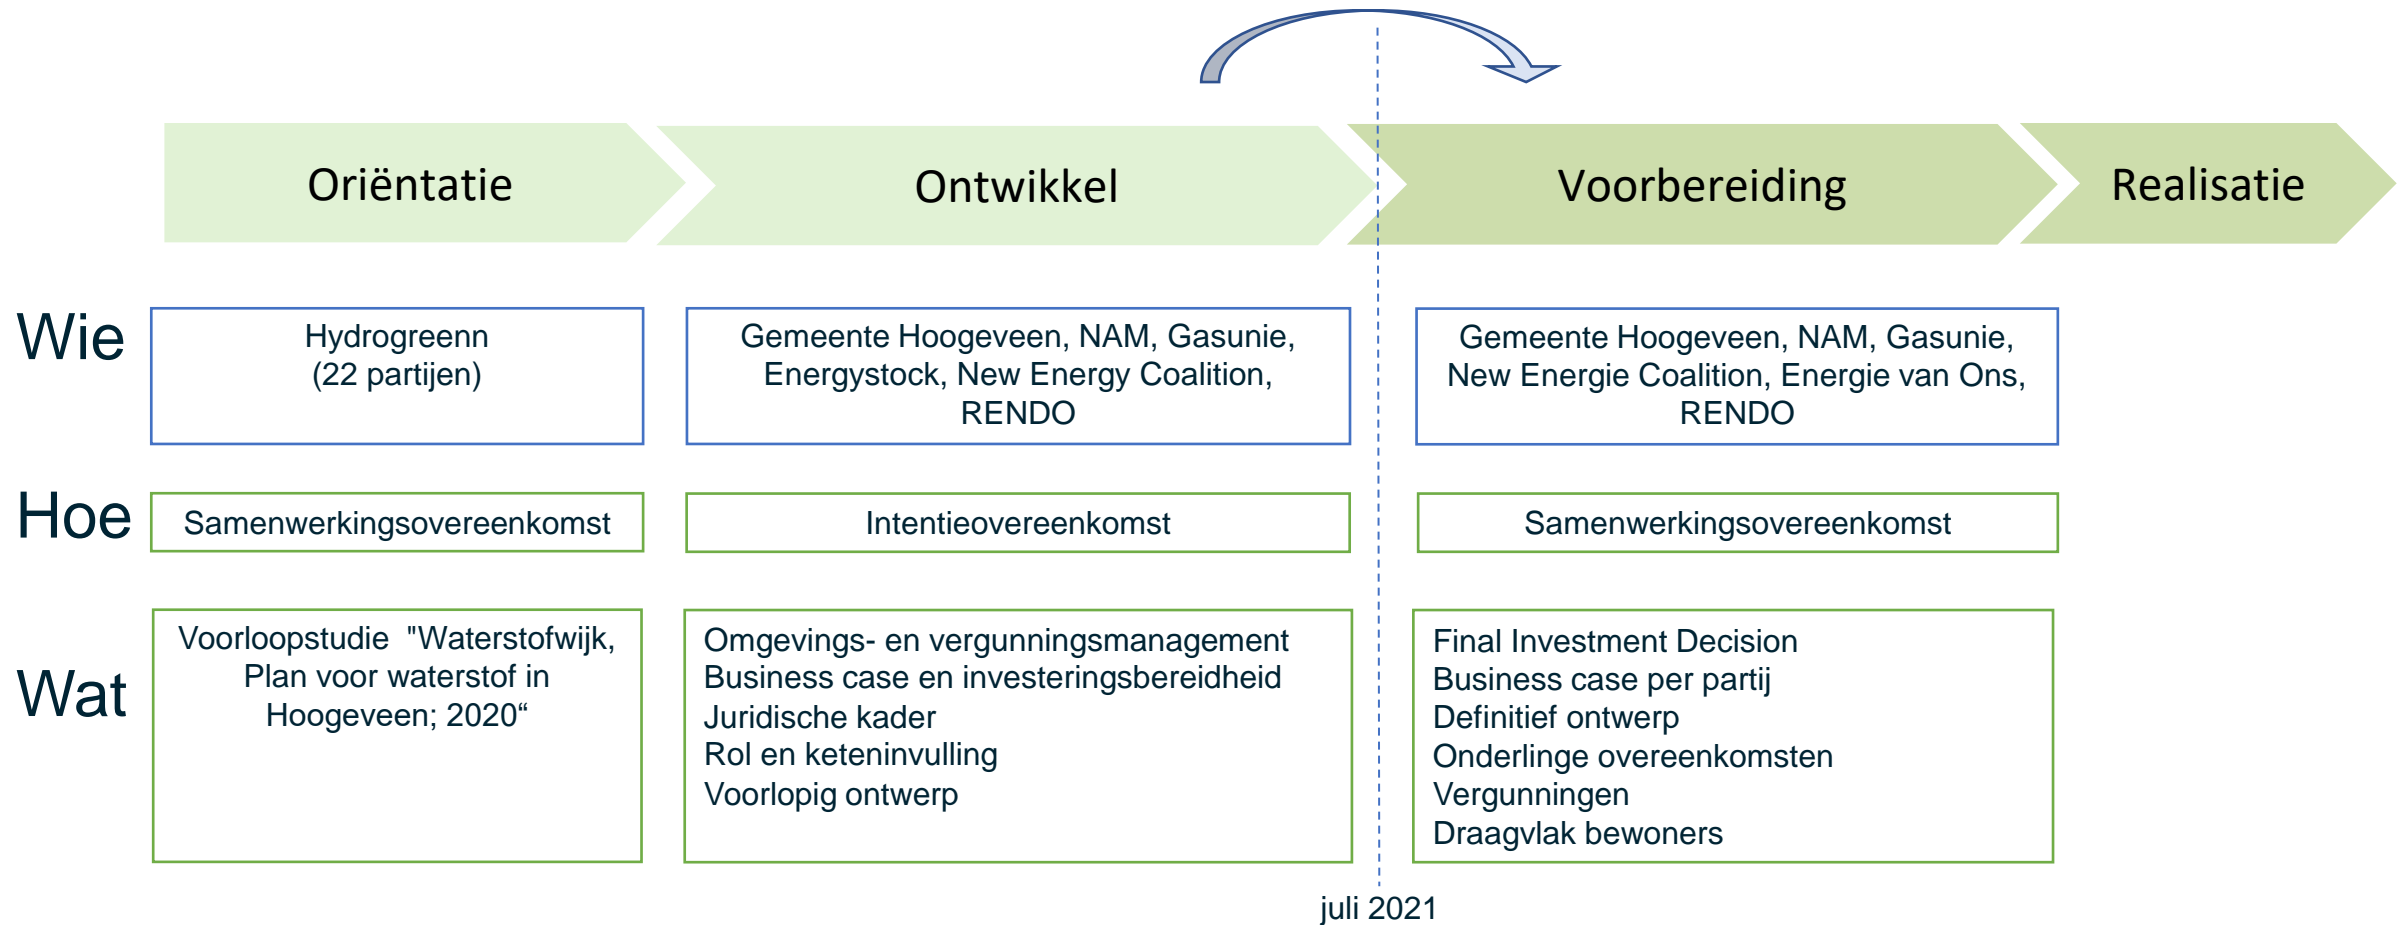 Oriëntatie
Ontwikkel
Voorbereiding
Realisatie
Wie
Hydrogreenn
(22 partijen)
Gemeente Hoogeveen, NAM, Gasunie,
Energystock, New Energy Coalition,
RENDO
Gemeente Hoogeveen, NAM, Gasunie,
New Energie Coalition, Energie van Ons,
RENDO
Hoe
Samenwerkingsovereenkomst
Intentieovereenkomst
Samenwerkingsovereenkomst
Wat
Voorloopstudie "Waterstofwijk,
Plan voor waterstof in
Hoogeveen; 2020“
Omgevings- en vergunningsmanagement
Business case en investeringsbereidheid
Juridische kader
Rol en keteninvulling
Voorlopig ontwerp
Final Investment Decision
Business case per partij
Definitief ontwerp
Onderlinge overeenkomsten
Vergunningen
Draagvlak bewoners
juli 2021